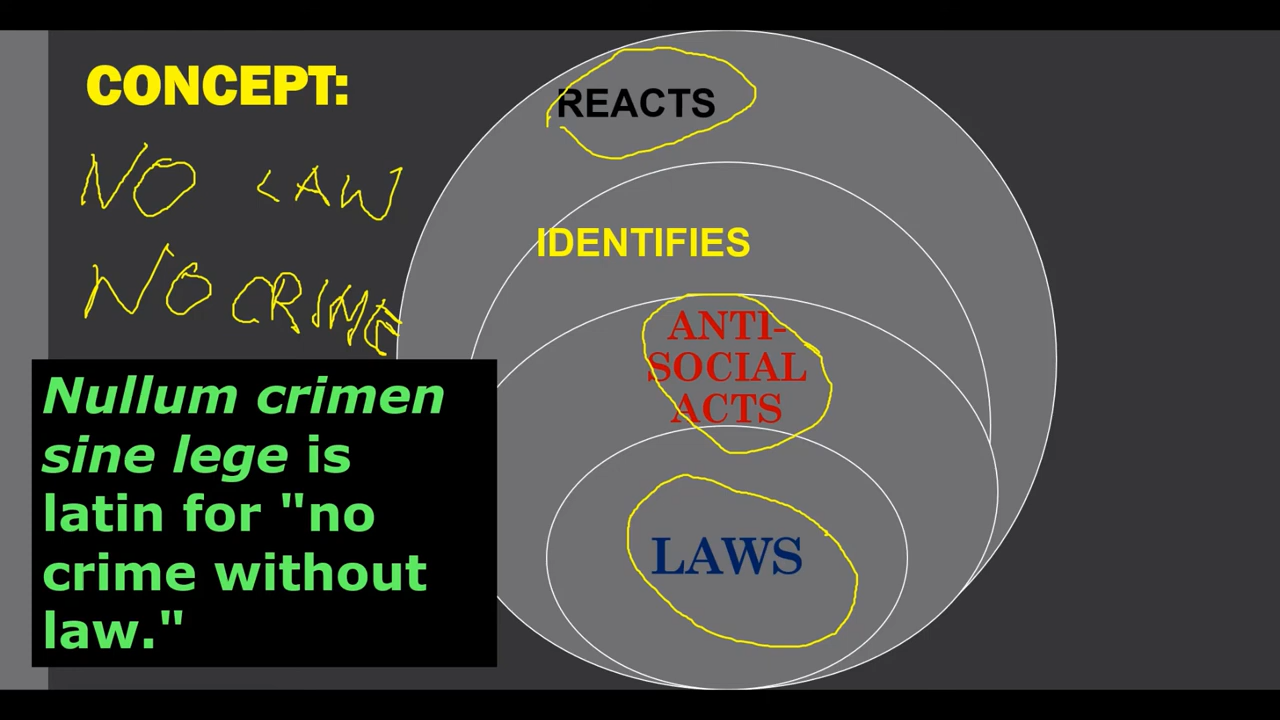 CONCEPT:
NO LAW
NO CRIME
Nullum crimen
sine lege is
latin for "no
crime without
law."
REACTS
IDENTIFIES
ANTI-
SOCIAL
ACTS
LAWS